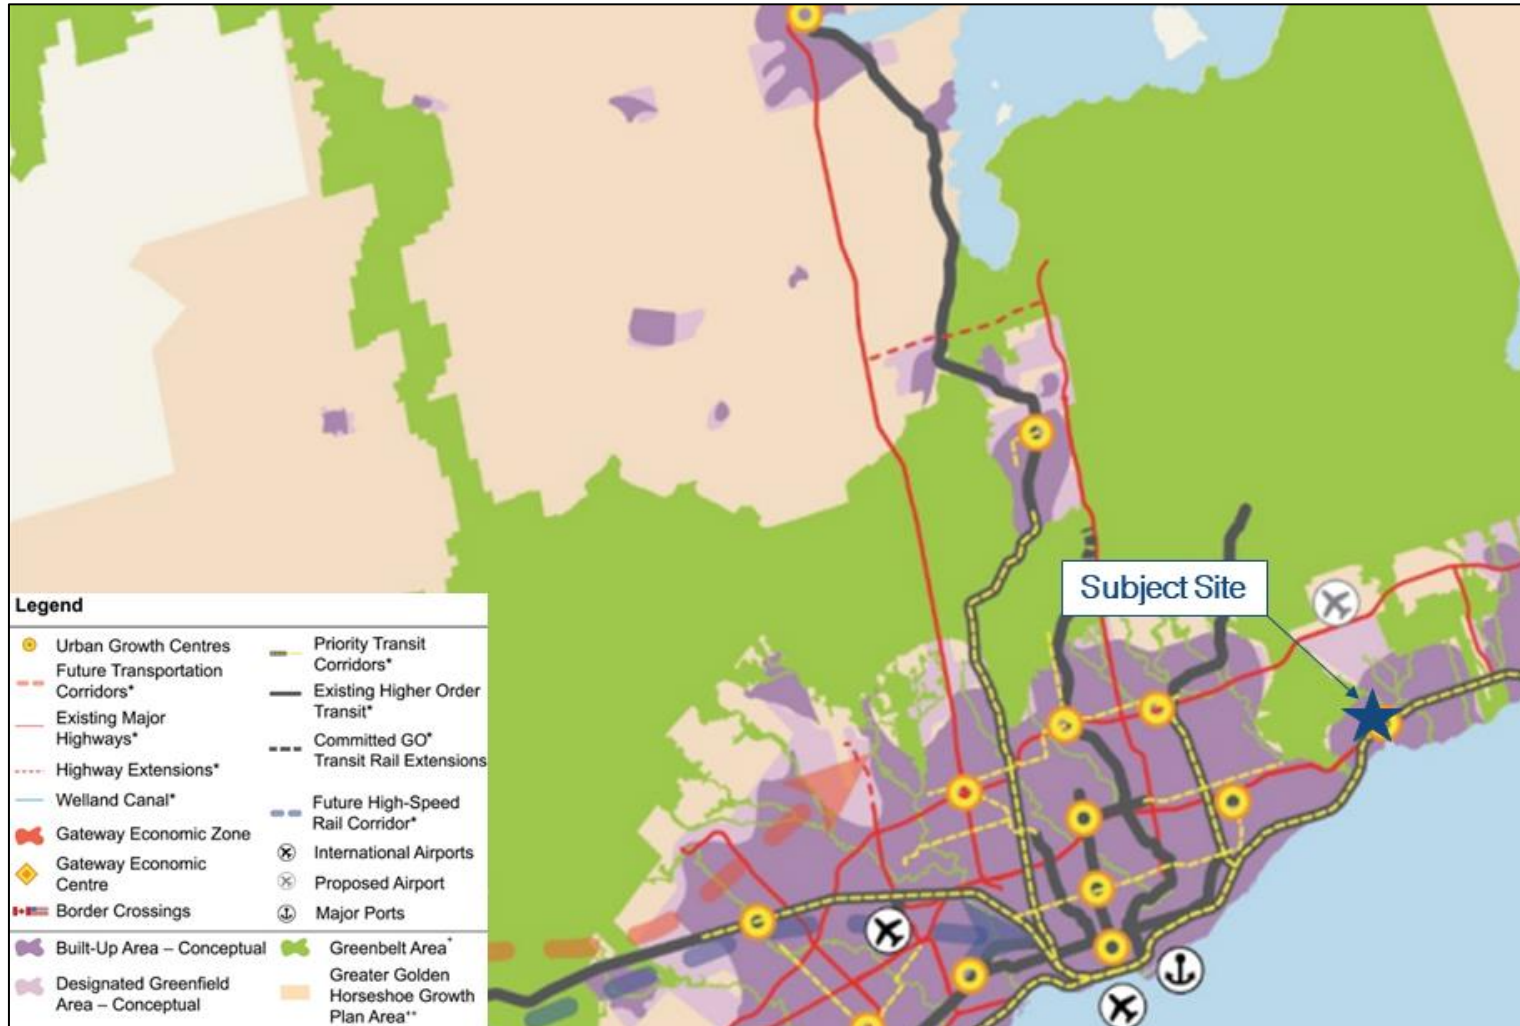 Subject Site
Legend
Urban Growth Centres
Future Transportation
Corridors*
Existing Major
Highways*
Highway Extensions*
Welland Canal*
Gateway Economic Zone
Gateway Economic
Centre
Border Crossings
Priority Transit
Corridors*
Existing Higher Order
Transit*
Committed GO*
Transit Rail Extensions
Future High-Speed
Rail Corridor*
International Airports
Proposed Airport
Major Ports
Built-Up Area – Conceptual
Designated Greenfield
Area – Conceptual
Greenbelt Area+
Greater Golden
Horseshoe Growth
Plan Area++